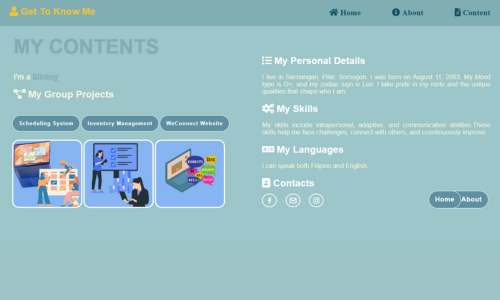 Get To Know Me
Home
About
Content
MY CONTENTS
I'm a Sibling
My Group Projects
Scheduling System
Inventory Management
WeConnect Website
My Personal Details
I live in Sacnangan, Pilar, Sorsogon. I was born on August 11, 2003. My blood
type is O+, and my zodiac sign is Leo. I take pride in my roots and the unique
qualities that shape who I am.
My Skills
My skills include intrapersonal, adaptive, and communication abilities.These
skills help me face challenges, connect with others, and ccontinuously improve.
My Languages
I can speak both Filipino and English.
Contacts
Home
About